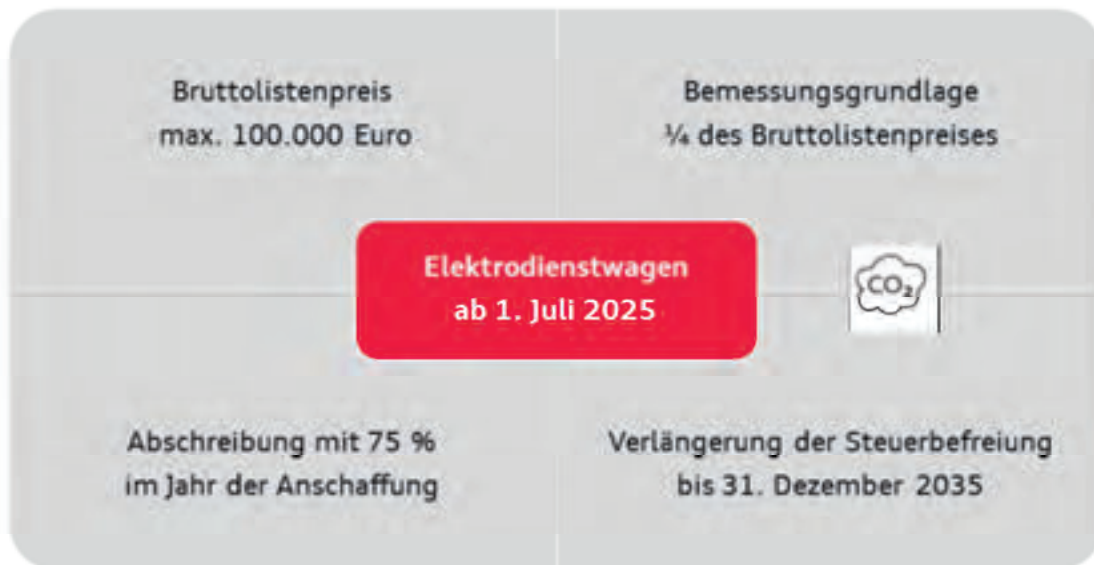 Bruttolistenpreis
max. 100.000 Euro
Bemessungsgrundlage
¼ des Bruttolistenpreises
Elektrodienstwagen
ab 1. Juli 2025
CO₂
Abschreibung mit 75 %
im Jahr der Anschaffung
Verlängerung der Steuerbefreiung
bis 31. Dezember 2035